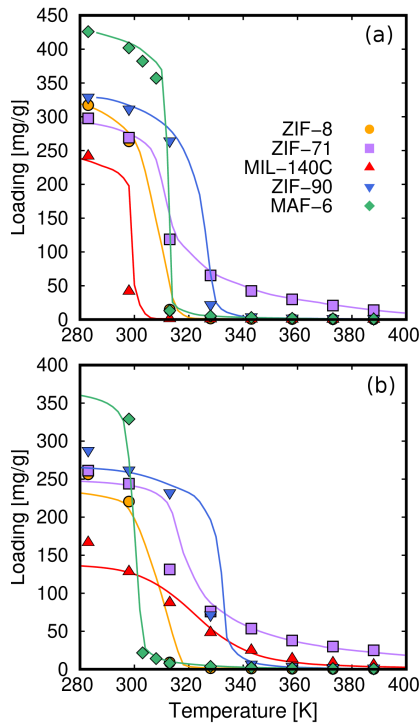 450
400
350
300
250
200
150
100
50
0
Loading [mg/g]
(a)
ZIF−8
ZIF−71
MIL−140C
ZIF−90
MAF−6
280 300 320 340 360 380 400
400
350
300
250
200
150
100
50
0
Loading [mg/g]
(b)
280 300 320 340 360 380 400
Temperature [K]